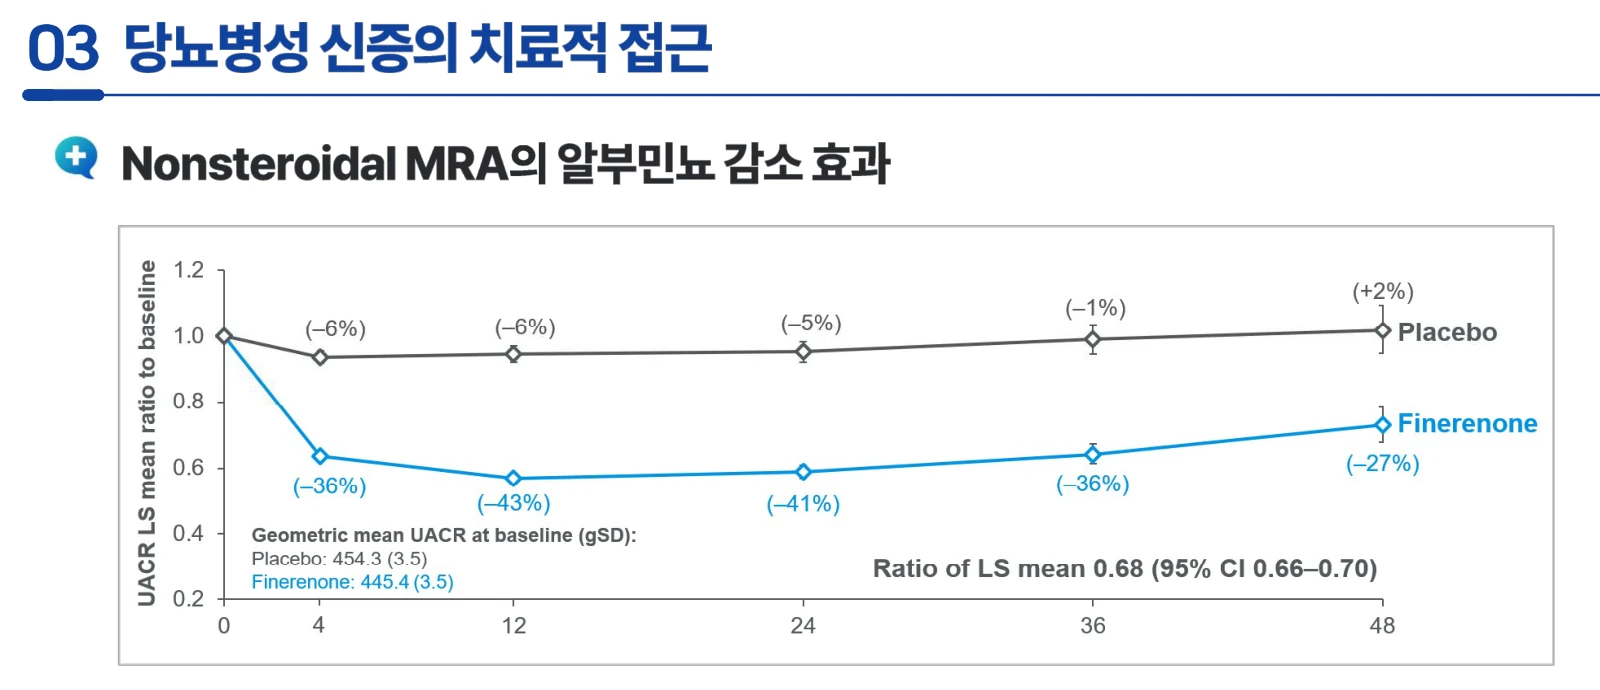 03 당뇨병성 신증의 치료적 접근
Nonsteroidal MRA의 알부민뇨 감소 효과
UACR LS mean ratio to baseline
1.2
1.0
0.8
0.6
0.4
0.2
(–6%)
(–6%)
(–5%)
(–1%)
(+2%)
Placebo
Finerenone
(–36%)
(–43%)
(–41%)
(–36%)
(–27%)
Geometric mean UACR at baseline (gSD):
Placebo: 454.3 (3.5)
Finerenone: 445.4 (3.5)
Ratio of LS mean 0.68 (95% CI 0.66–0.70)
0 4 12 24 36 48